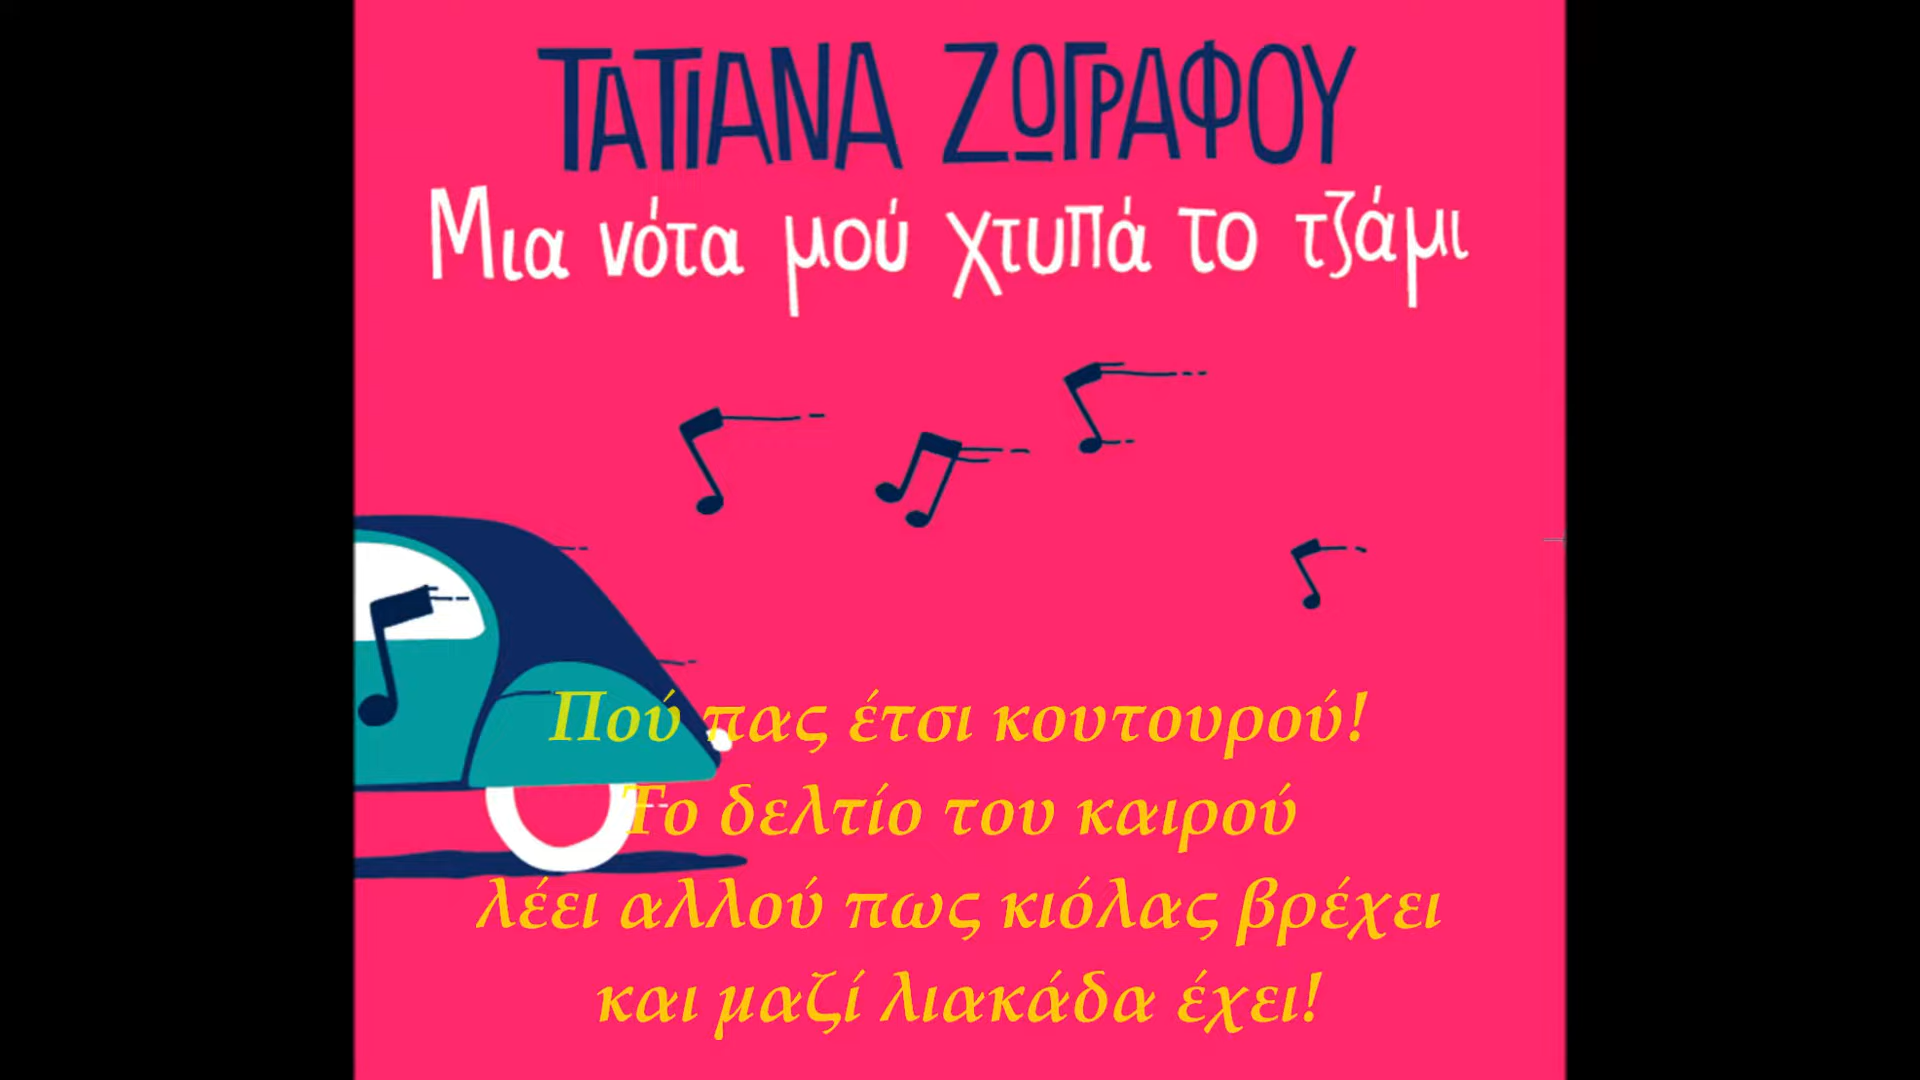 ΤΑΤΙΑΝΑ ΖΩΓΡΑΦΟΥ
Μια νότα μού χτυπά το τζάμι
Πού πας έτσι κουτουρού!
Το δελτίο του καιρού
λέει αλλού πως κιόλας βρέχει
και μαζί λιακάδα έχει!